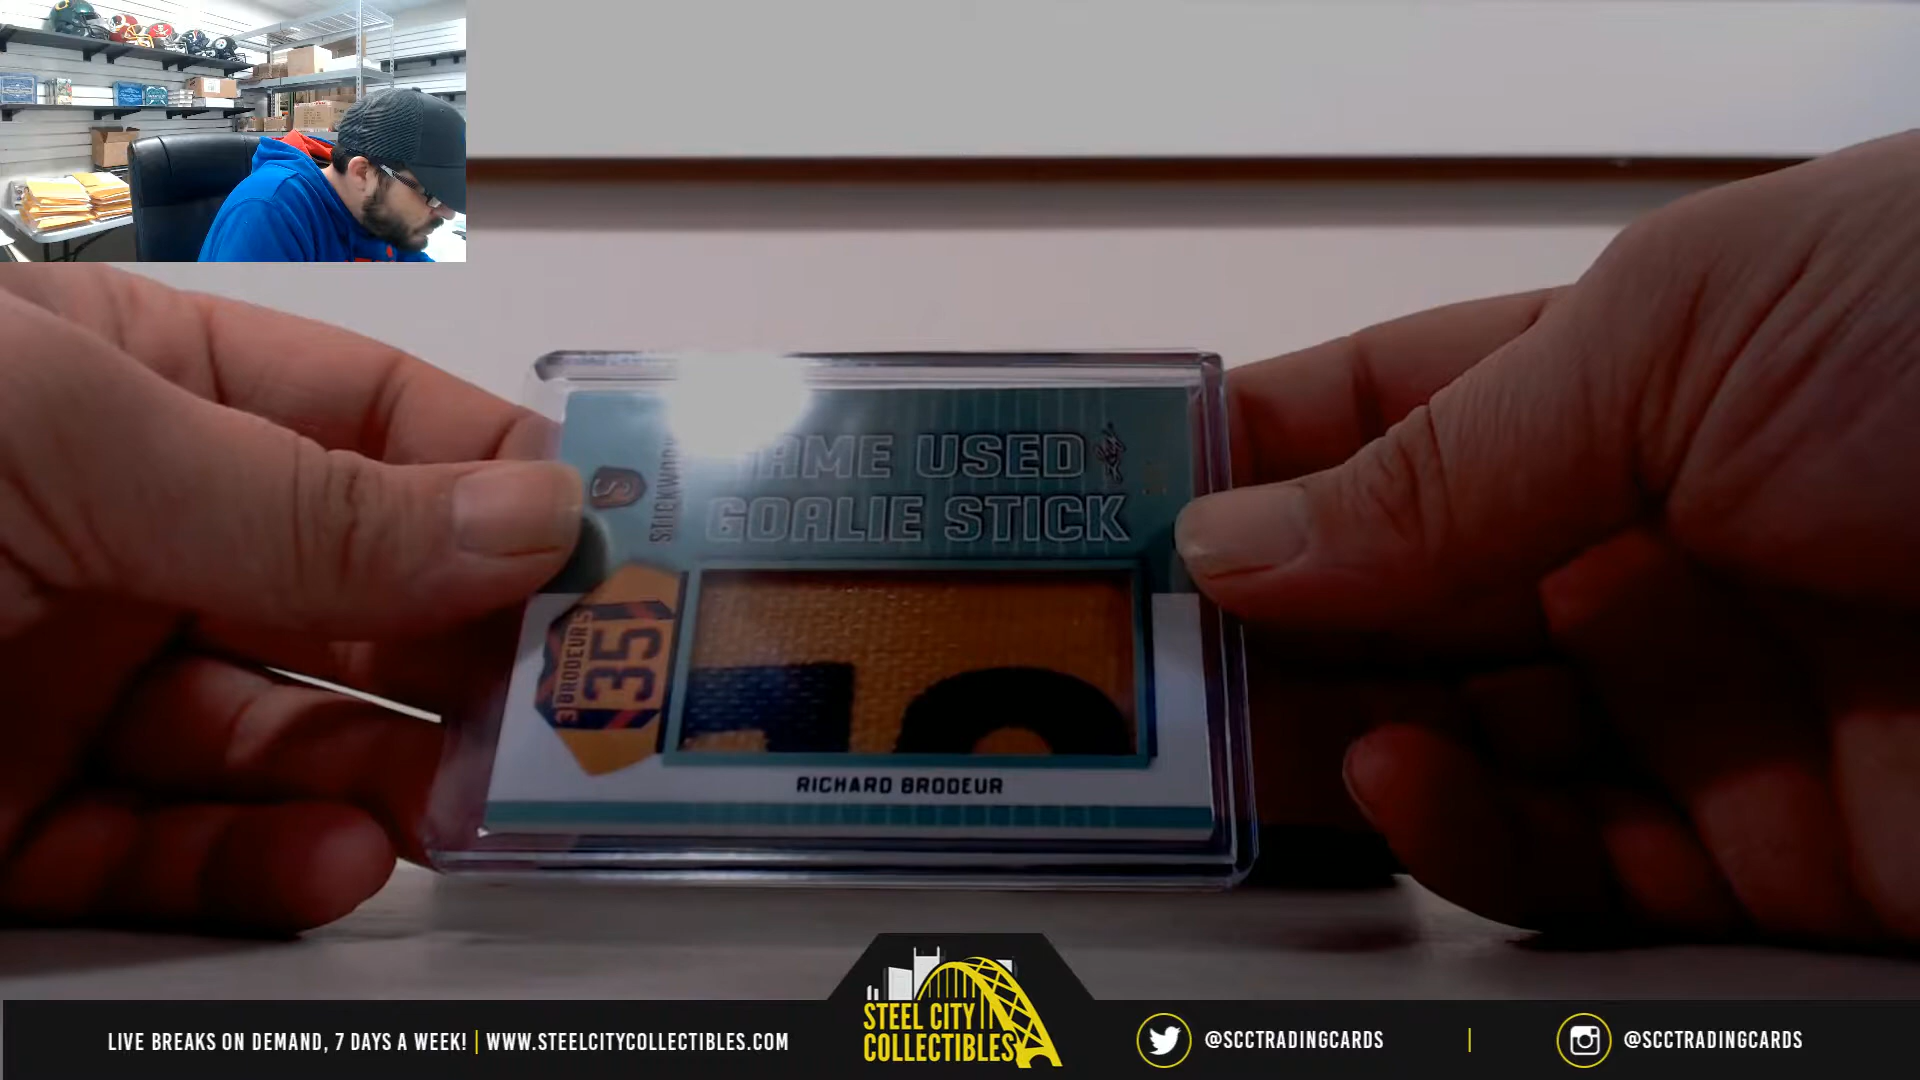 GAME USED
GOALIE STICK
STICKWORK
BRODEUR
35
RICHARD BRODEUR
LIVE BREAKS ON DEMAND, 7 DAYS A WEEK! | WWW.STEELCITYCOLLECTIBLES.COM
STEEL CITY
COLLECTIBLES
@SCCTRADINGCARDS
@SCCTRADINGCARDS